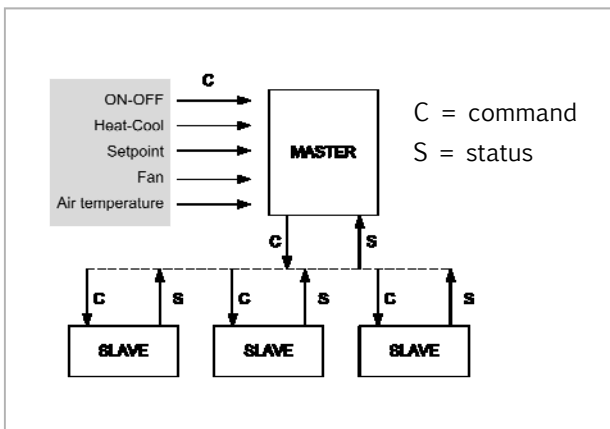 C
ON-OFF
Heat-Cool
Setpoint
Fan
Air temperature
MASTER
C = command
S = status
C S
C S C S C S
SLAVE SLAVE SLAVE